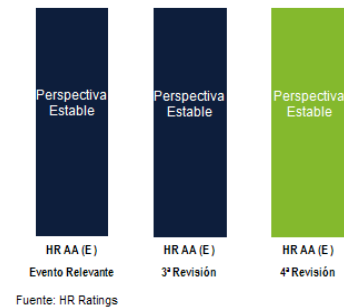 Perspectiva
Estable
Perspectiva
Estable
Perspectiva
Estable
HR AA (E)
Evento Relevante
HR AA (E)
3ª Revisión
HR AA (E)
4ª Revisión
Fuente: HR Ratings